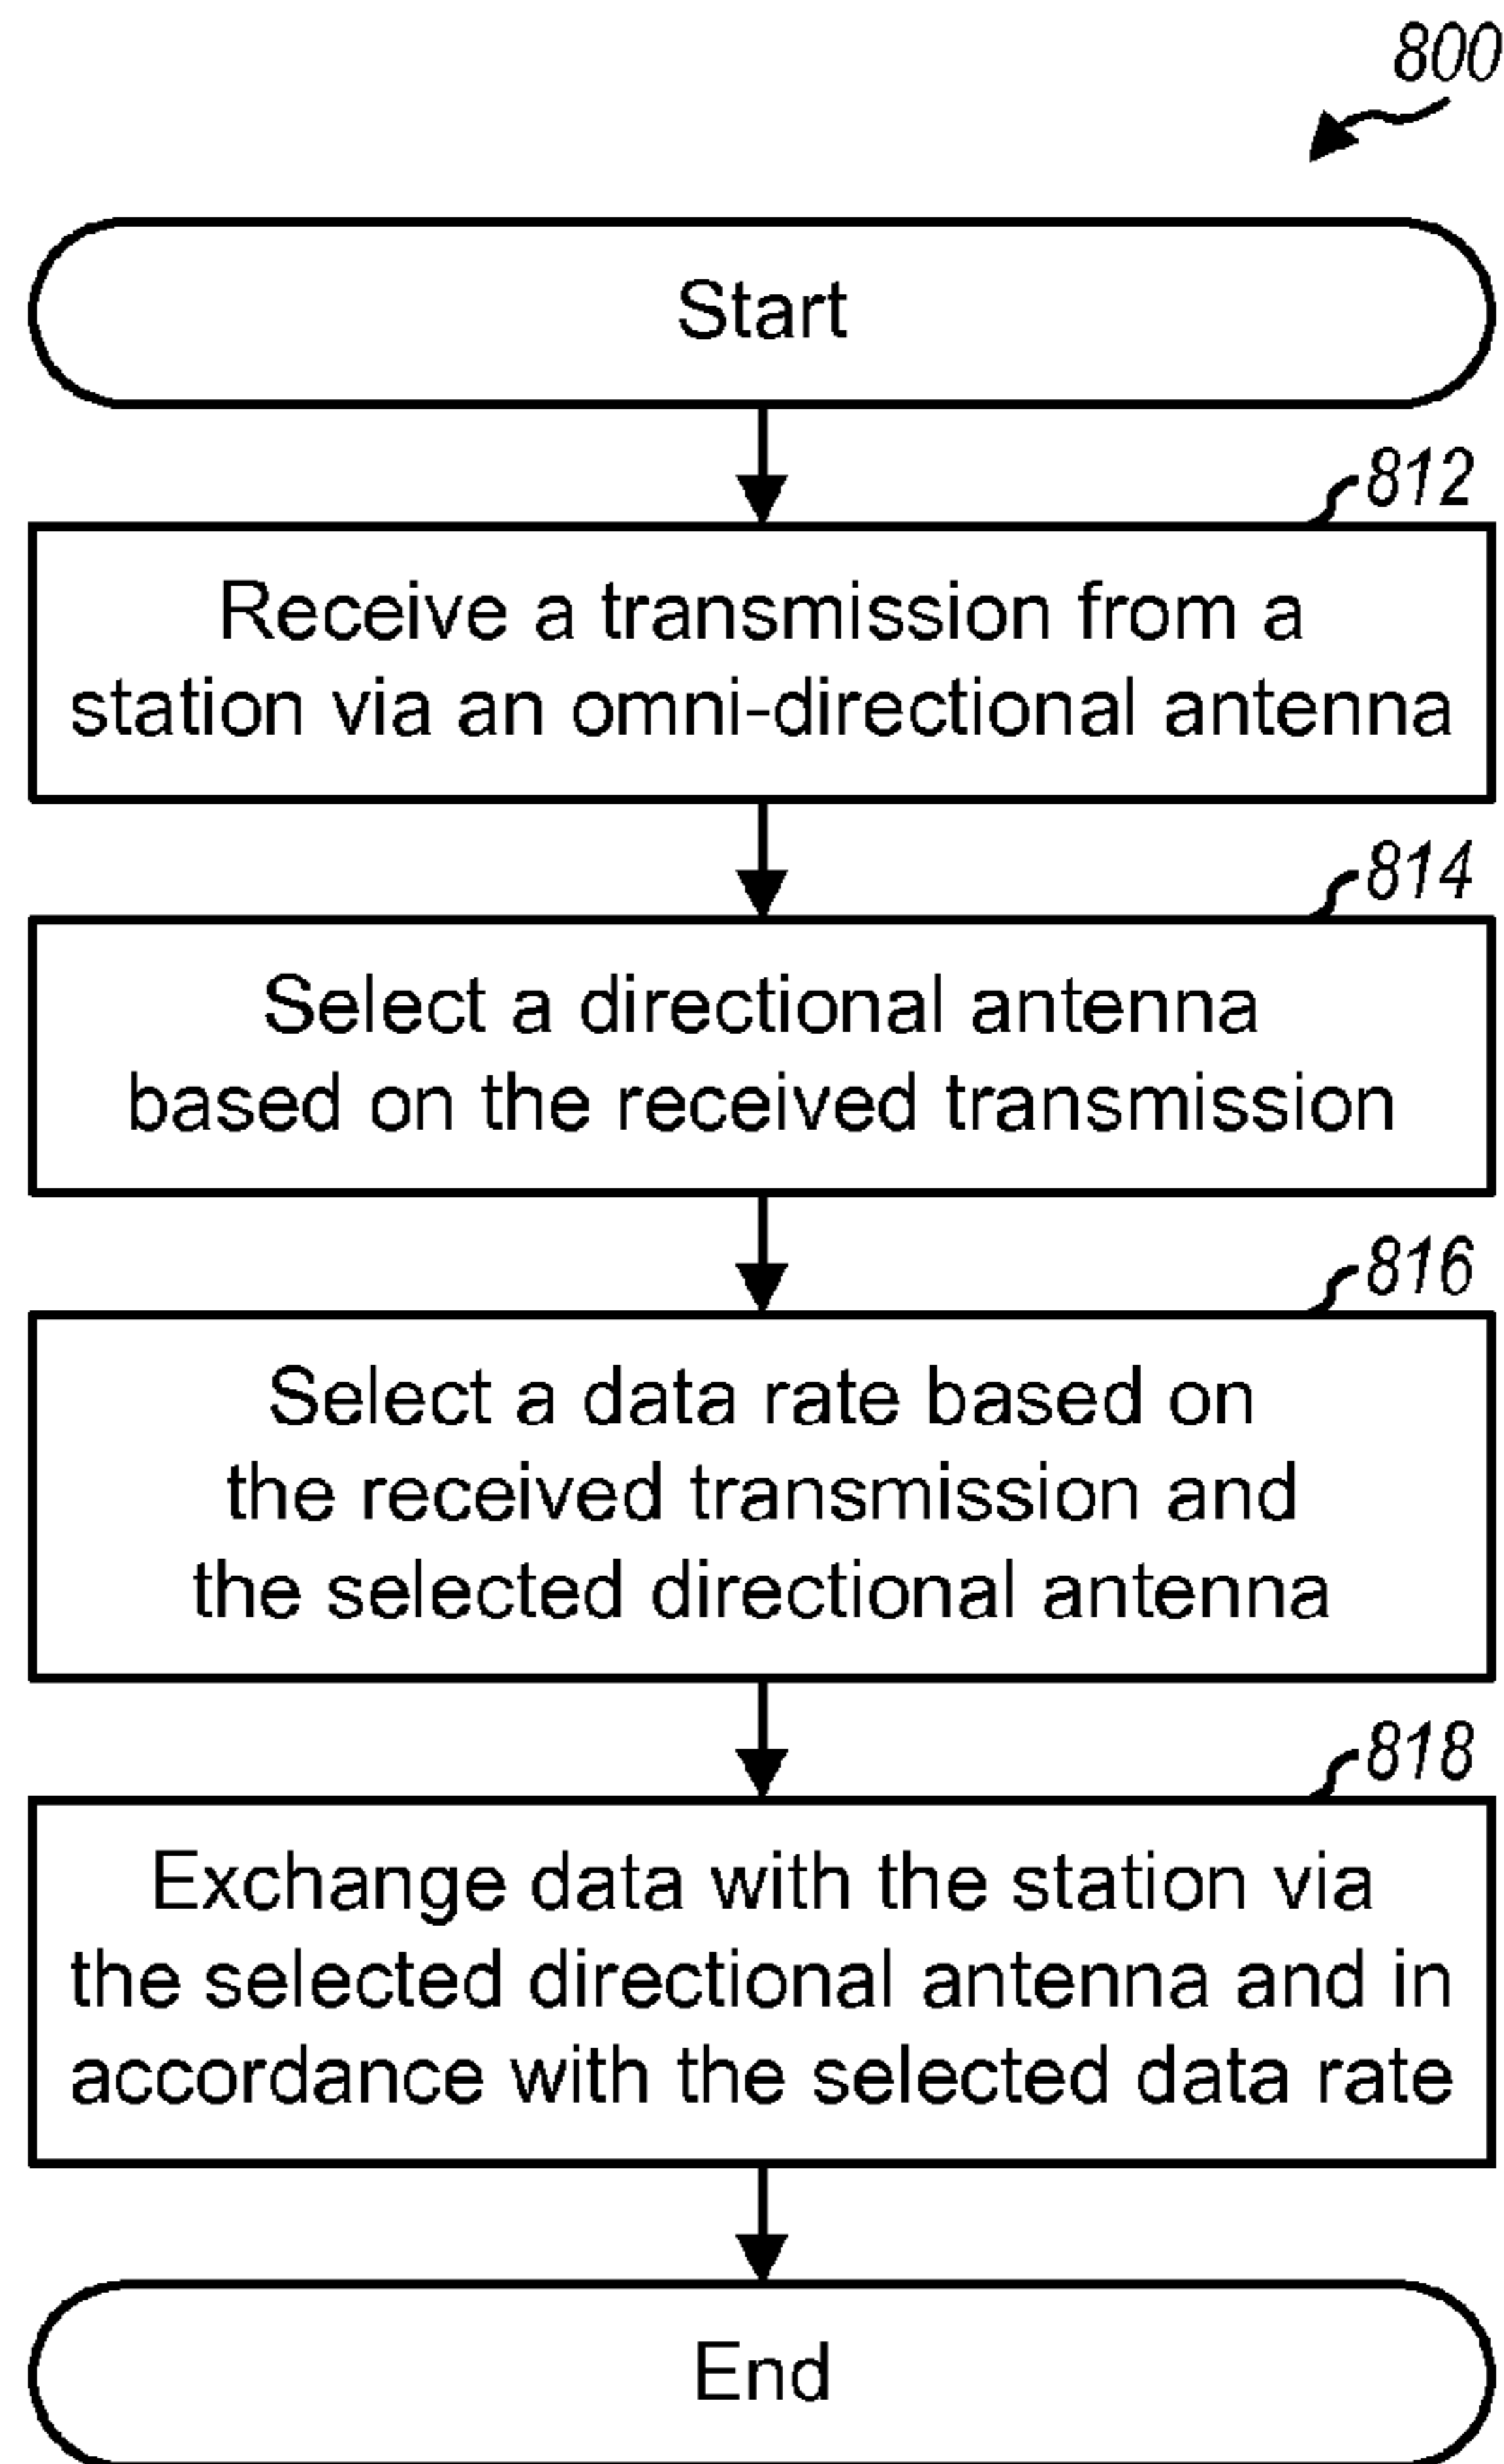 800
Start
812
Receive a transmission from a
station via an omni-directional antenna
814
Select a directional antenna
based on the received transmission
816
Select a data rate based on
the received transmission and
the selected directional antenna
818
Exchange data with the station via
the selected directional antenna and in
accordance with the selected data rate
End